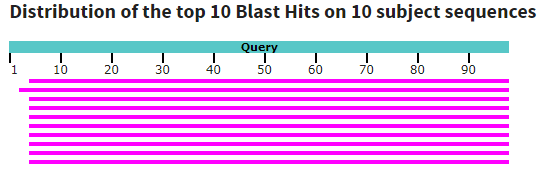 Distribution of the top 10 Blast Hits on 10 subject sequences
Query
1 10 20 30 40 50 60 70 80 90